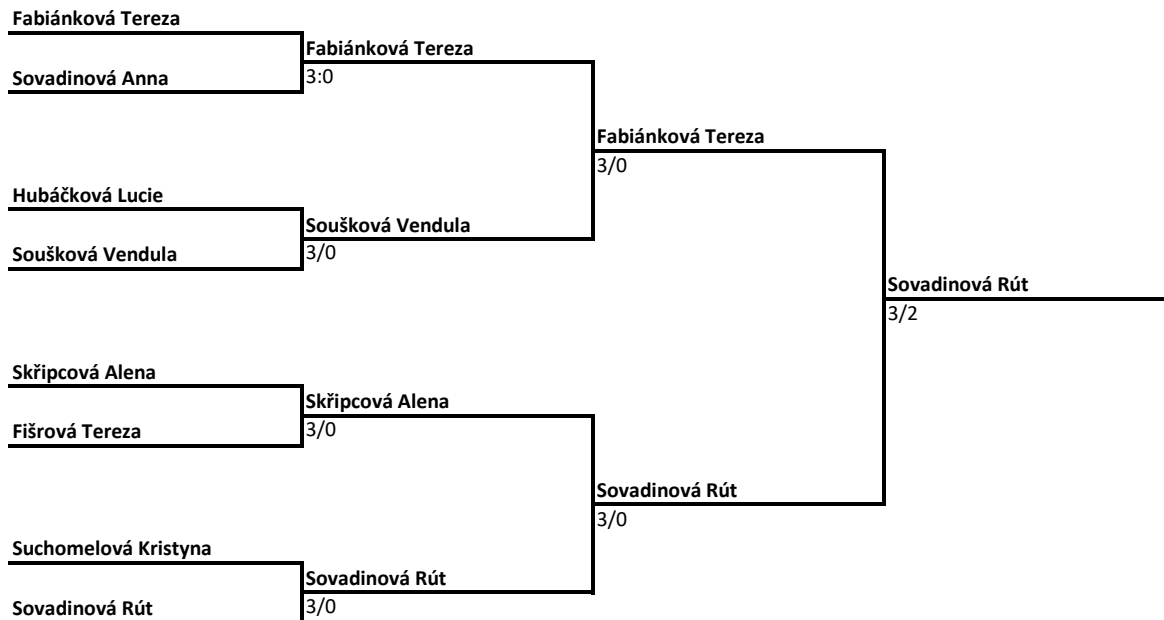 Fabiánková Tereza
Fabiánková Tereza
Sovadinová Anna
3:0
Fabiánková Tereza
3/0
Hubáčková Lucie
Soušková Vendula
Soušková Vendula
3/0
Sovadinová Rút
3/2
Skřipcová Alena
Skřipcová Alena
Fišrová Tereza
3/0
Sovadinová Rút
3/0
Suchomelová Kristyna
Sovadinová Rút
Sovadinová Rút
3/0